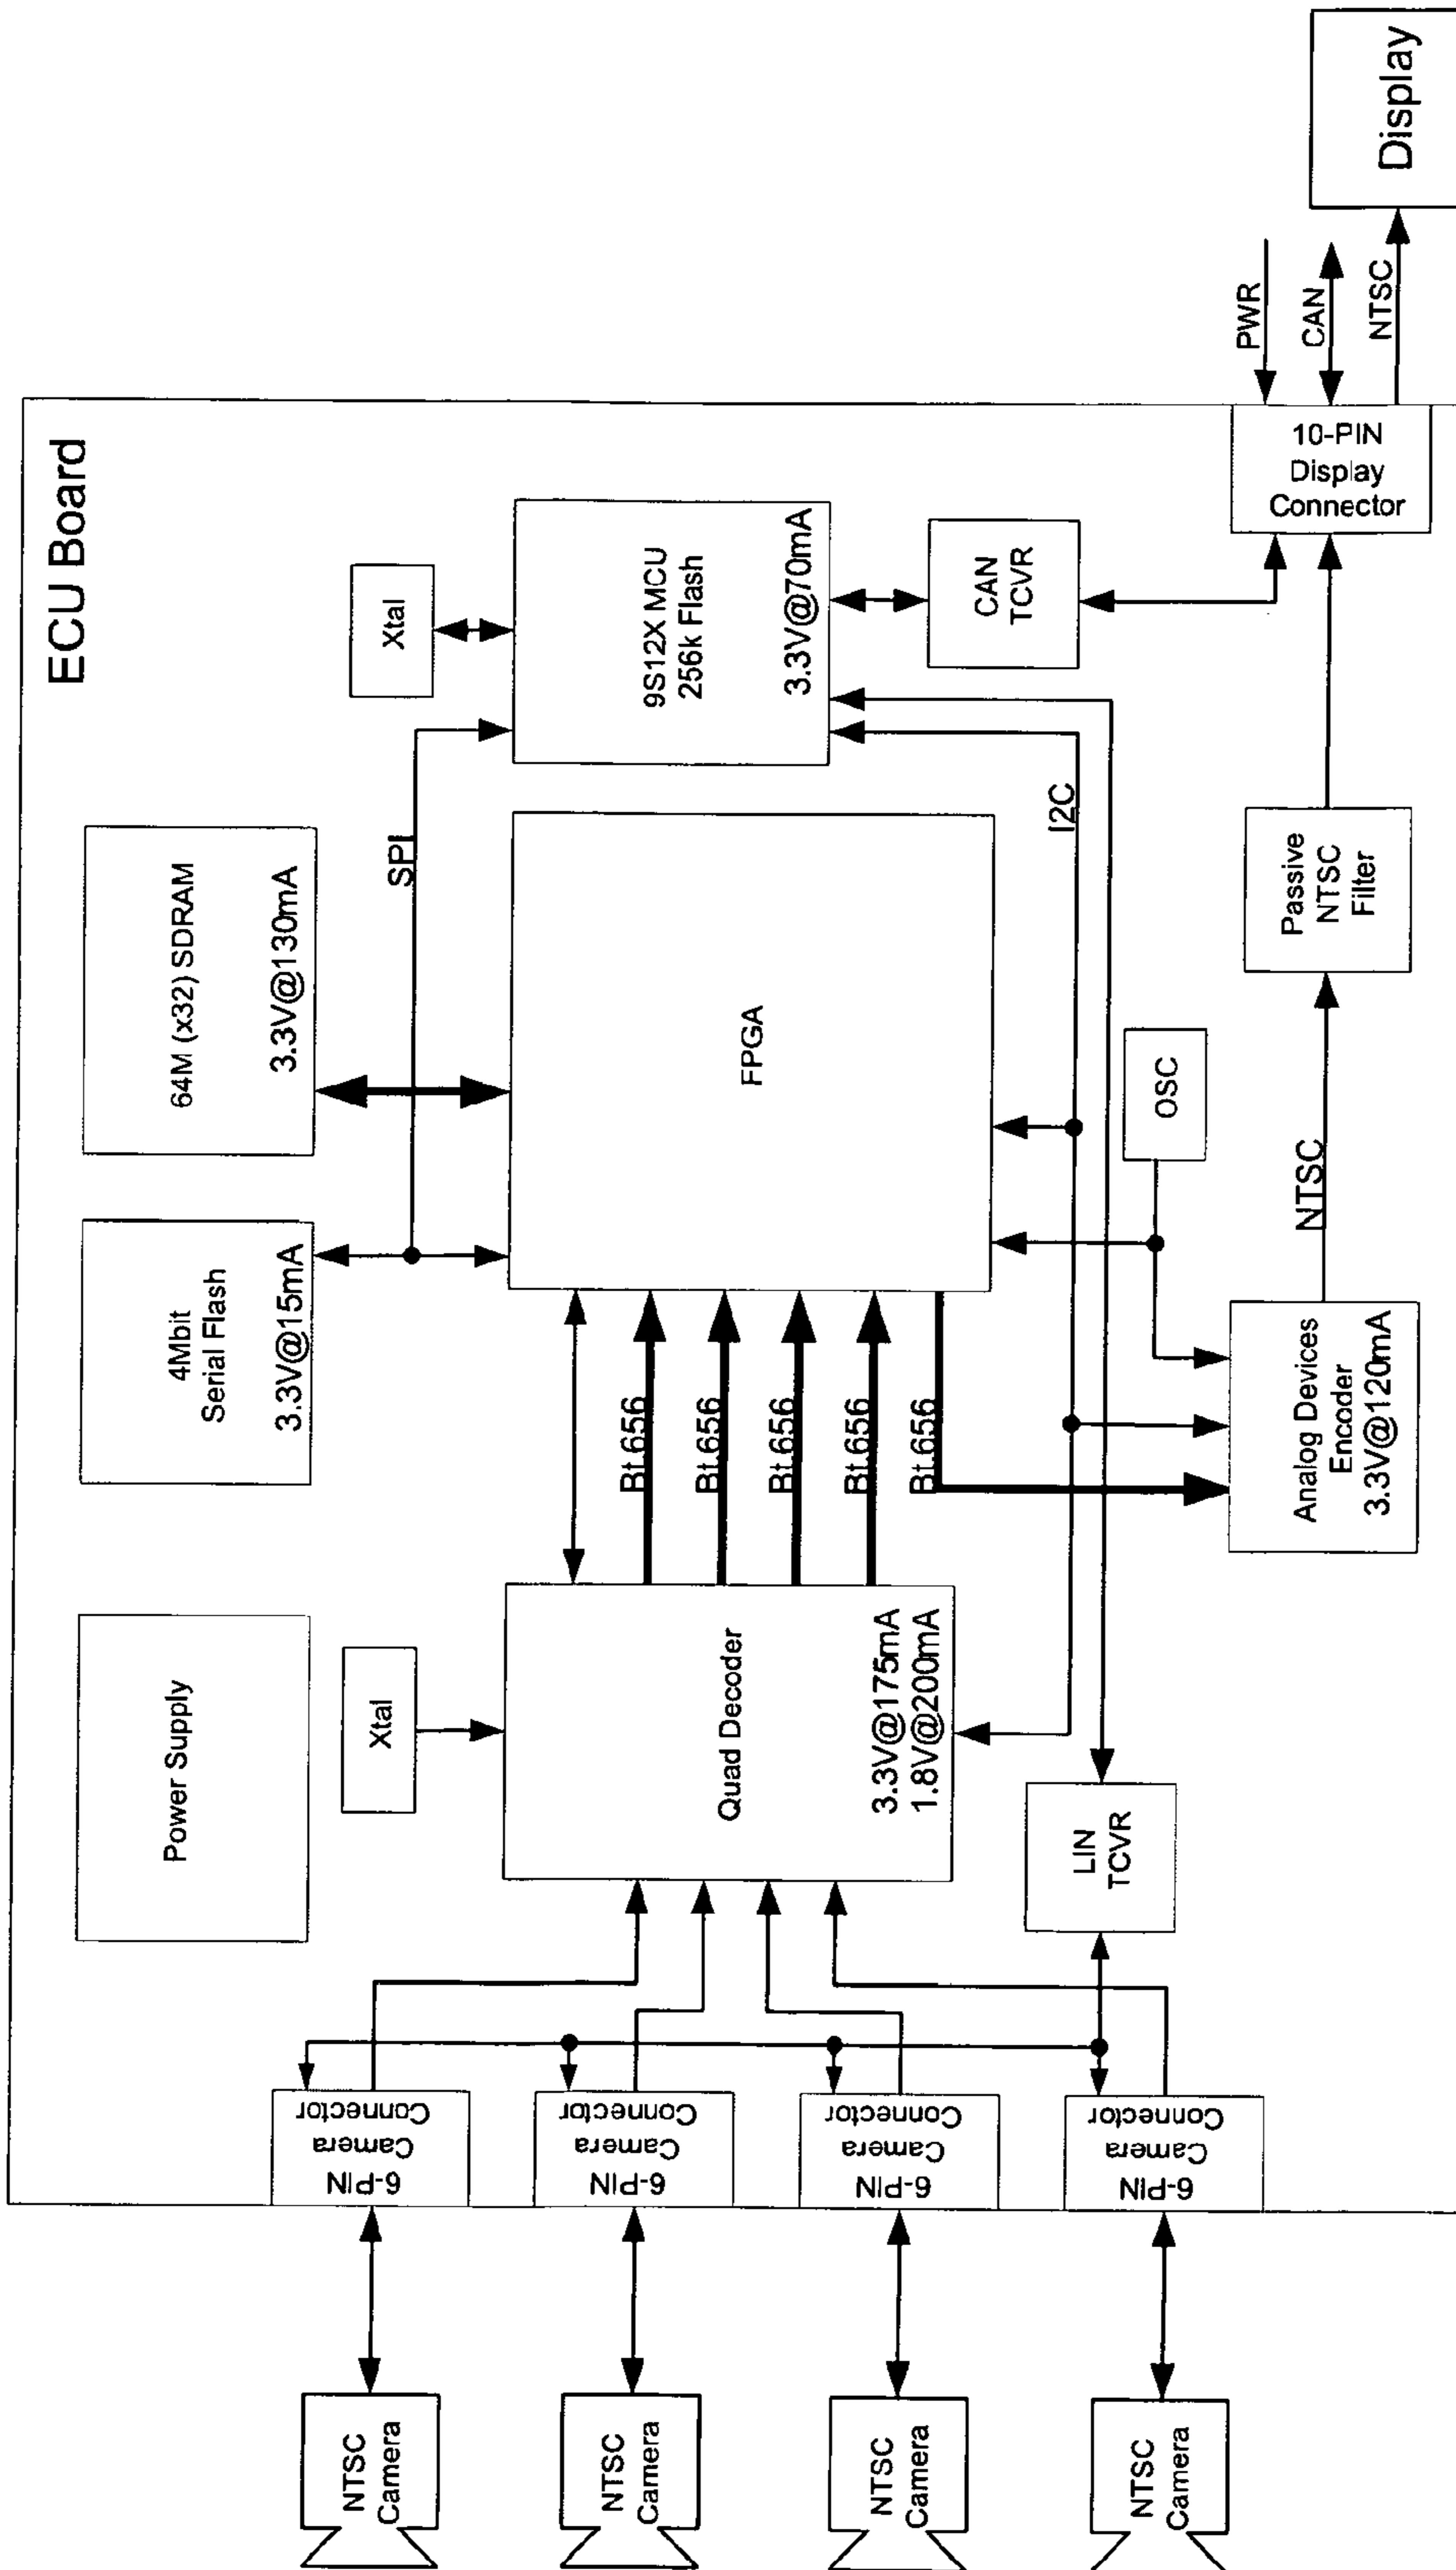 ECU Board
Power Supply
4Mbit
Serial Flash
3.3V@15mA
64M (x32) SDRAM
3.3V@130mA
Xtal
SPI
Xtal
NTSC
Camera
6-PIN
Camera
Connector
NTSC
Camera
6-PIN
Camera
Connector
NTSC
Camera
6-PIN
Camera
Connector
NTSC
Camera
6-PIN
Camera
Connector
Quad Decoder
3.3V@175mA
1.8V@200mA
Bt.656
Bt.656
Bt.656
Bt.656
Bt.656
FPGA
9S12X MCU
256k Flash
3.3V@70mA
I2C
LIN
TCVR
OSC
CAN
TCVR
Analog Devices
Encoder
3.3V@120mA
NTSC
Passive
NTSC
Filter
10-PIN
Display
Connector
PWR
CAN
NTSC
Display